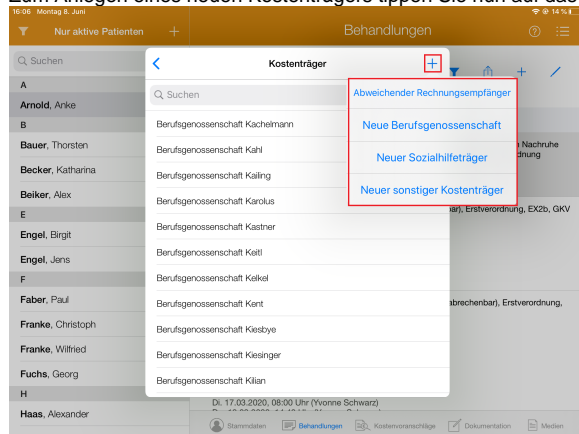 Zum Anlegen eines neuen Kostenträgers tippen Sie nun auf das
16:06 Montag 8. Juni
14 %
Nur aktive Patienten
Behandlungen
Suchen
A
Arnold, Anke
B
Bauer, Thorsten
Becker, Katharina
Beiker, Alex
E
Engel, Birgit
Engel, Jens
F
Faber, Paul
Franke, Christoph
Franke, Wilfried
Fuchs, Georg
H
Haas, Alexander
Kostenträger
Suchen
Berufsgenossenschaft Kachelmann
Berufsgenossenschaft Kahl
Berufsgenossenschaft Kailing
Berufsgenossenschaft Karolus
Berufsgenossenschaft Kastner
Berufsgenossenschaft Keitl
Berufsgenossenschaft Kelkel
Berufsgenossenschaft Kent
Berufsgenossenschaft Kiesbye
Berufsgenossenschaft Kiesinger
Berufsgenossenschaft Kilian
Abweichender Rechnungsempfänger
Neue Berufsgenossenschaft
Neuer Sozialhilfeträger
Neuer sonstiger Kostenträger
Nachruhe
dnung
Erstverordnung, EX2b, GKV
abrechenbar), Erstverordnung,
Di. 17.03.2020, 08:00 Uhr (Yvonne Schwarz)
Stammdaten
Behandlungen
Kostenvoranschläge
Dokumentation
Medien